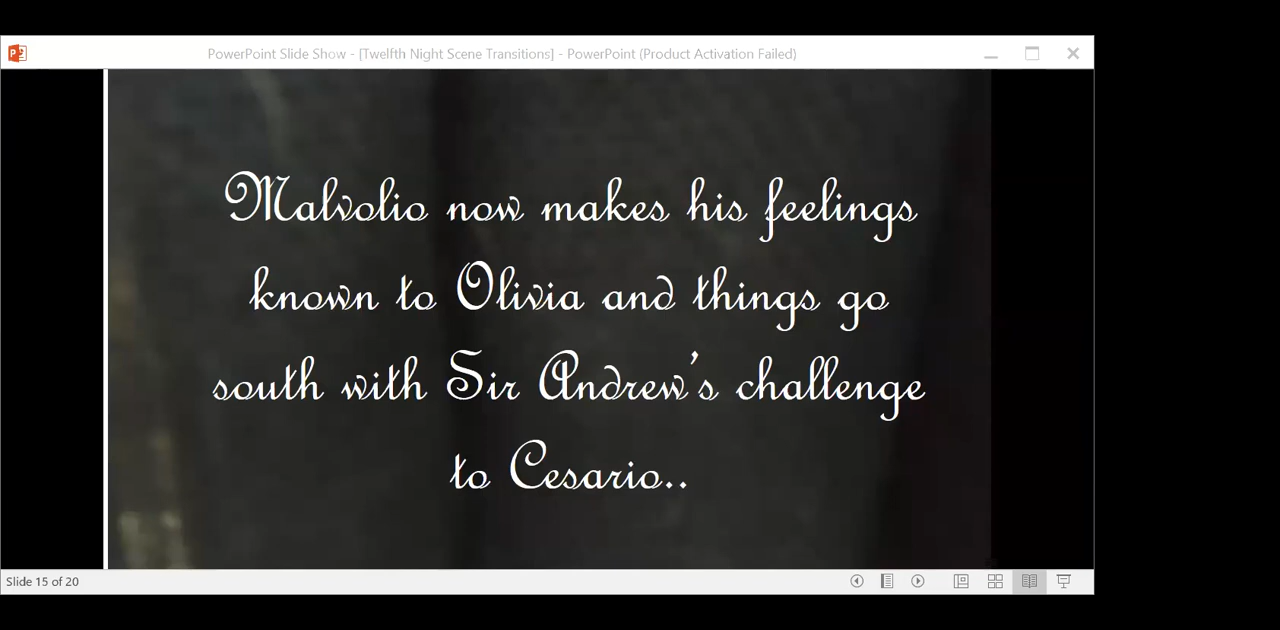 PowerPoint Slide Show - [Twelfth Night Scene Transitions] - PowerPoint (Product Activation Failed)
Malvolio now makes his feelings
known to Olivia and things go
south with Sir Andrew's challenge
to Cesario..
Slide 15 of 20